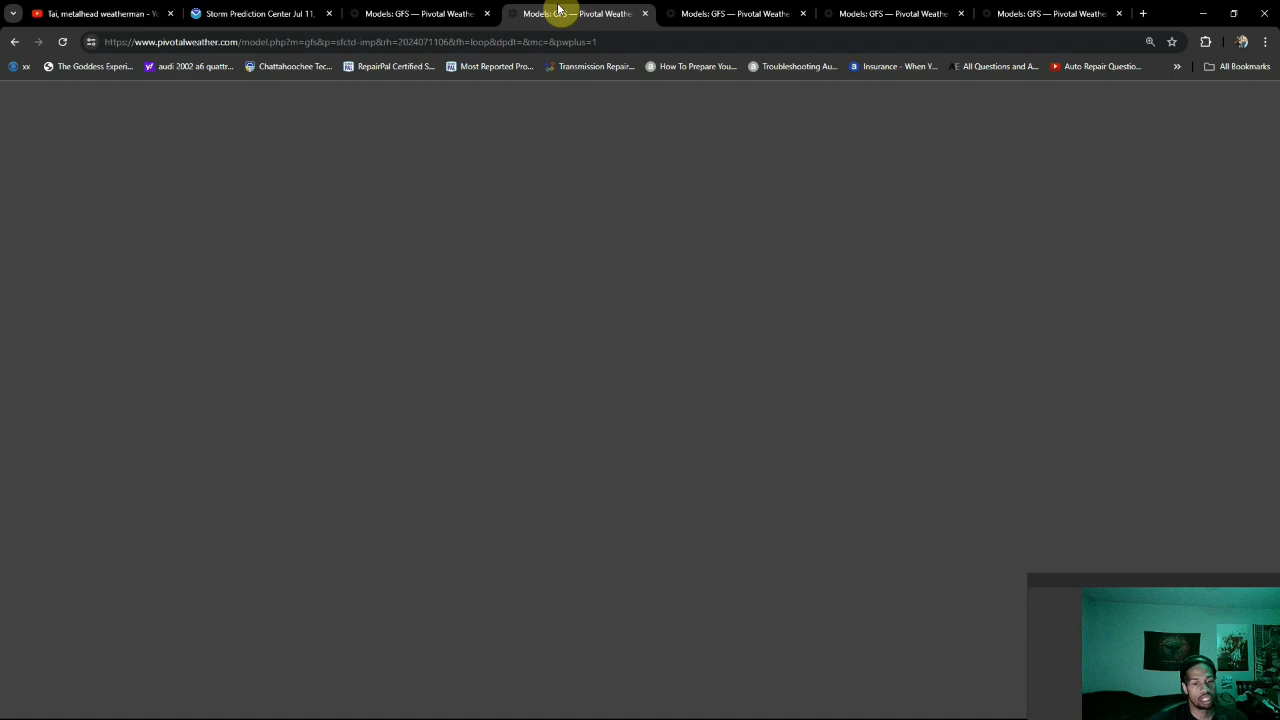 Tai, metalhead weatherman - Yo
Storm Prediction Center Jul 11,
Models: GFS — Pivotal Weathe
Models: GFS — Pivotal Weathe
Models: GFS — Pivotal Weathe
Models: GFS — Pivotal Weathe
Models: GFS — Pivotal Weathe
https://www.pivotalweather.com/model.php?m=gfs&p=sfctd-imp&rh=2024071106&fh=loop&dpdt=&mc=&pwplus=1
xx
The Goddess Experi...
audi 2002 a6 quattr...
Chattahoochee Tec...
RepairPal Certified S...
Most Reported Pro...
Transmission Repair...
How To Prepare You...
Troubleshooting Au...
Insurance - When Y...
All Questions and A...
Auto Repair Questio...
All Bookmarks